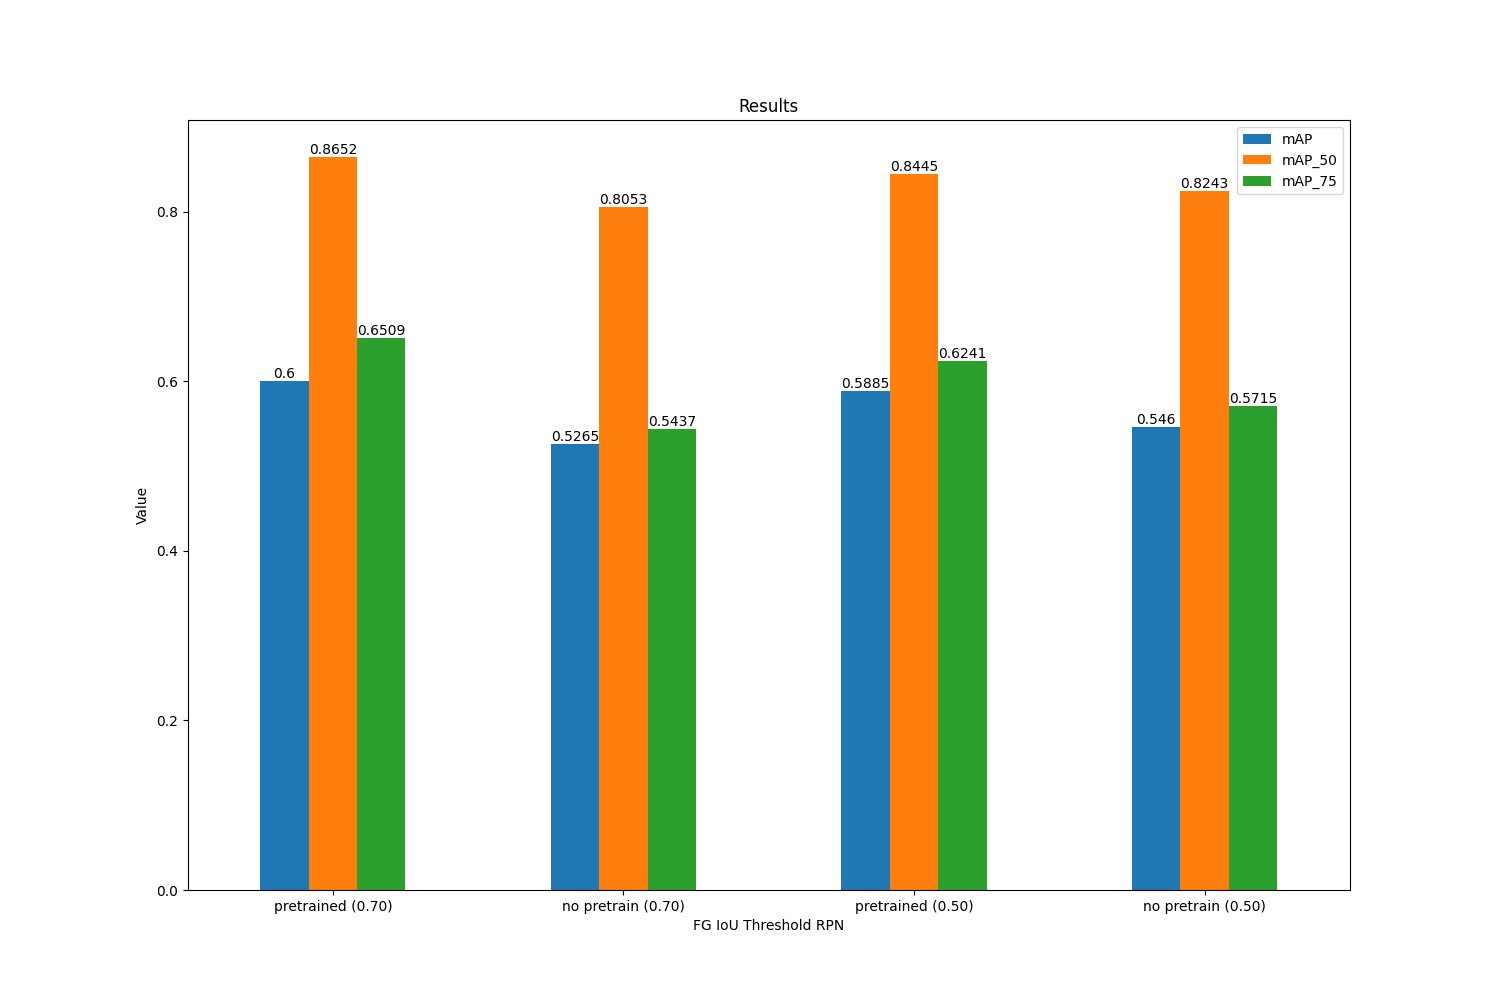 Results
mAP
mAP_50
mAP_75
0.8652
0.8053
0.8445
0.8243
0.6
0.6509
0.5265
0.5437
0.5885
0.6241
0.546
0.5715
Value
0.8
0.6
0.4
0.2
0.0
pretrained (0.70) no pretrain (0.70) pretrained (0.50) no pretrain (0.50)
FG IoU Threshold RPN